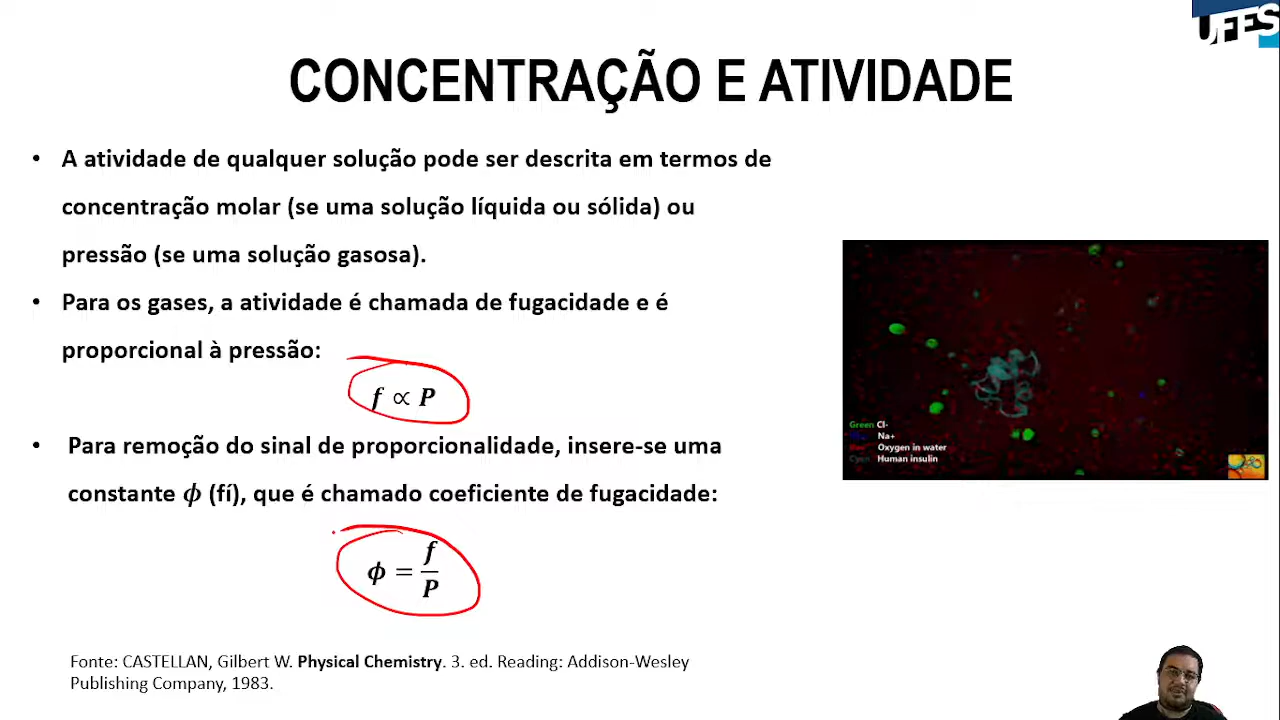 UFES
CONCENTRAÇÃO E ATIVIDADE
• A atividade de qualquer solução pode ser descrita em termos de
concentração molar (se uma solução líquida ou sólida) ou
pressão (se uma solução gasosa).
• Para os gases, a atividade é chamada de fugacidade e é
proporcional à pressão:
f ∝ P
• Para remoção do sinal de proporcionalidade, insere-se uma
constante ϕ (fí), que é chamado coeficiente de fugacidade:
ϕ = f/P
Green Cl-
Na+
Oxygen in water
Cyan Human insulin
Fonte: CASTELLAN, Gilbert W. Physical Chemistry. 3. ed. Reading: Addison-Wesley
Publishing Company, 1983.